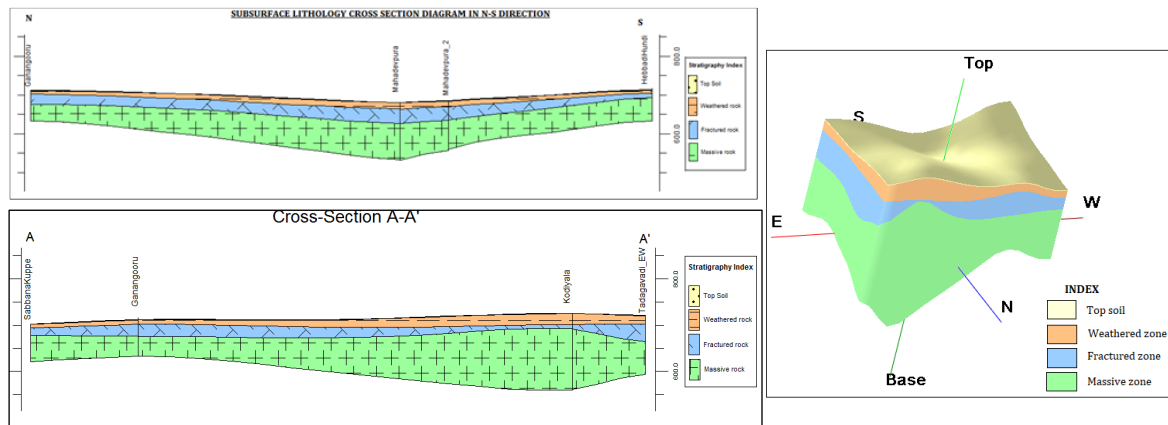 SUBSURFACE LITHOLOGY CROSS SECTION DIAGRAM IN N-S DIRECTION
N
S
Ganangooru
Mahadevpura
Mahadevpura_2
HebbadiHundi
800.0
600.0
Stratigraphy Index
Top Soil
Weathered rock
Fractured rock
Massive rock
Cross-Section A-A'
A
A'
SabbanaKuppe
Ganangooru
Kodiyala
Tadagavadi_EW
800.0
600.0
Stratigraphy Index
Top Soil
Weathered rock
Fractured rock
Massive rock
Top
S
E
W
N
Base
INDEX
Top soil
Weathered zone
Fractured zone
Massive zone